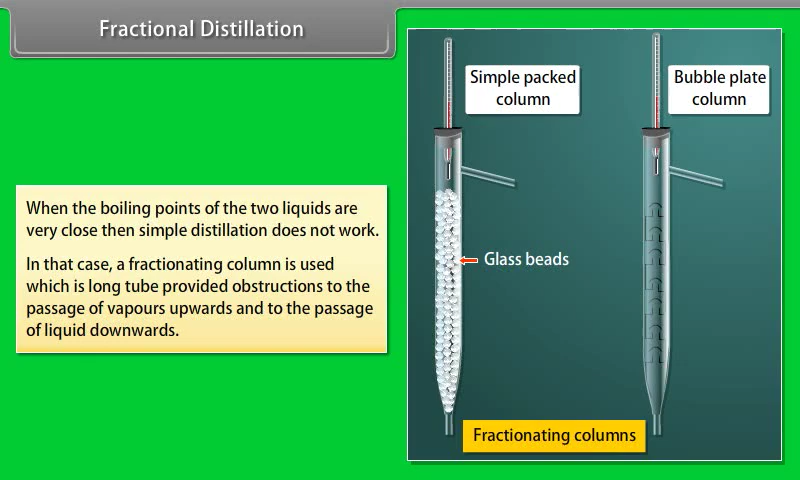 Fractional Distillation
When the boiling points of the two liquids are
very close then simple distillation does not work.
In that case, a fractionating column is used
which is long tube provided obstructions to the
passage of vapours upwards and to the passage
of liquid downwards.
Simple packed
column
Bubble plate
column
Glass beads
Fractionating columns